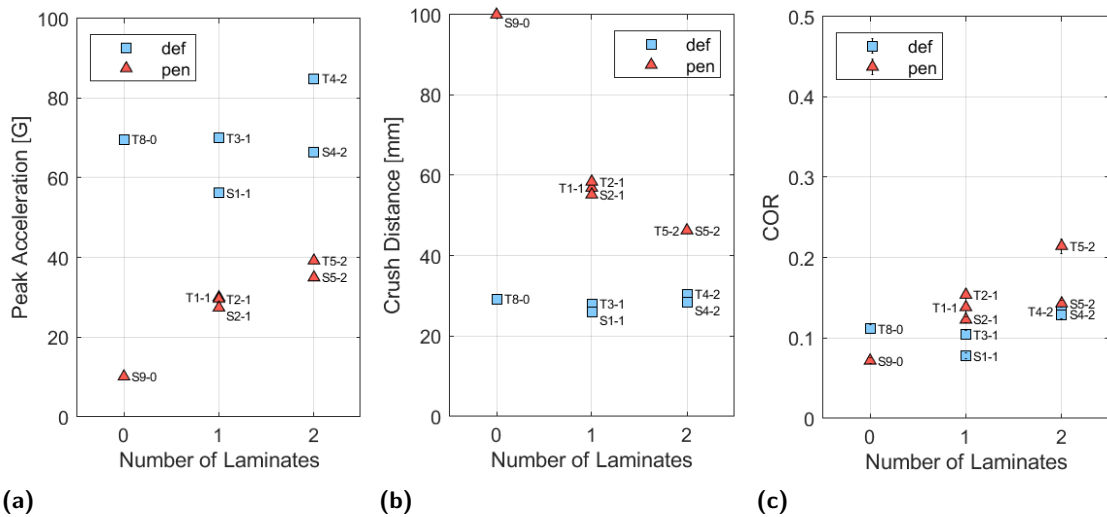 100
80
60
40
20
0
Peak Acceleration [G]
def
pen
T4-2
T8-0
T3-1
S4-2
S1-1
T5-2
S5-2
T1-1
T2-1
S2-1
S9-0
0 1 2
Number of Laminates
(a)
100
80
60
40
20
0
Crush Distance [mm]
S9-0
def
pen
T2-1
T1-1
S2-1
T5-2
S5-2
T8-0
T3-1
T4-2
S1-1
S4-2
0 1 2
Number of Laminates
(b)
0.5
0.4
0.3
0.2
0.1
0
COR
def
pen
T5-2
T2-1
T1-1
S5-2
T4-2
S4-2
S2-1
T8-0
T3-1
S9-0
S1-1
0 1 2
Number of Laminates
(c)